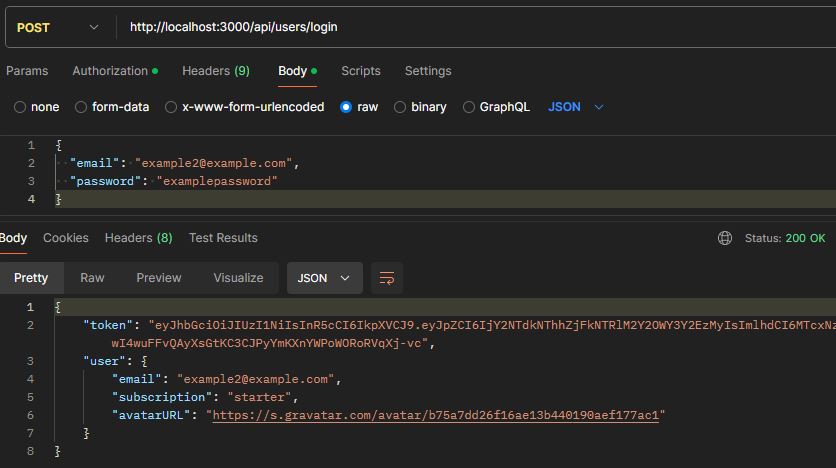 POST http://localhost:3000/api/users/login
Params Authorization Headers (9) Body Scripts Settings
none form-data x-www-form-urlencoded raw binary GraphQL JSON
1 {
2 "email": "example2@example.com",
3 "password": "examplepassword"
4 }
Body Cookies Headers (8) Test Results Status: 200 OK
Pretty Raw Preview Visualize JSON
1 {
2 "token": "eyJhbGciOiJIUzI1NiIsInR5cCI6IkpXVCJ9.eyJpZCI6IjY2NTdkNThhZjFkNTRlM2Y2OWY3Y2EzMyIsImlhdCI6MTcxNz
wI4wuFFvQAyXsGtKC3CJPyYmKXnYWPoWORoRVqXj-vc",
3 "user": {
4 "email": "example2@example.com",
5 "subscription": "starter",
6 "avatarURL": "https://s.gravatar.com/avatar/b75a7dd26f16ae13b440190aef177ac1"
7 }
8 }